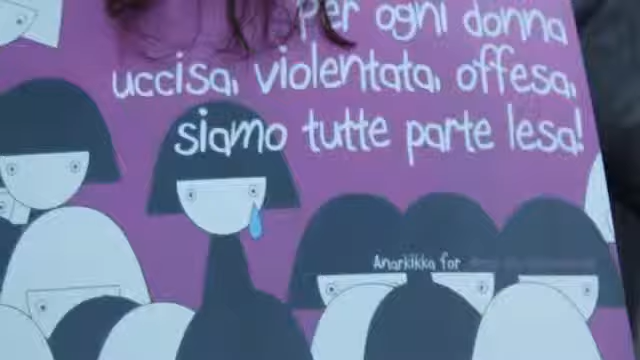 Per ogni donna
uccisa, violentata, offesa,
siamo tutte parte lesa!
Anarkikka for